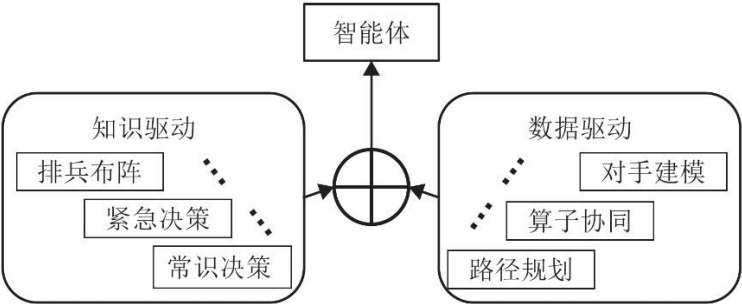 智能体
知识驱动
排兵布阵
紧急决策
常识决策
数据驱动
对手建模
算子协同
路径规划